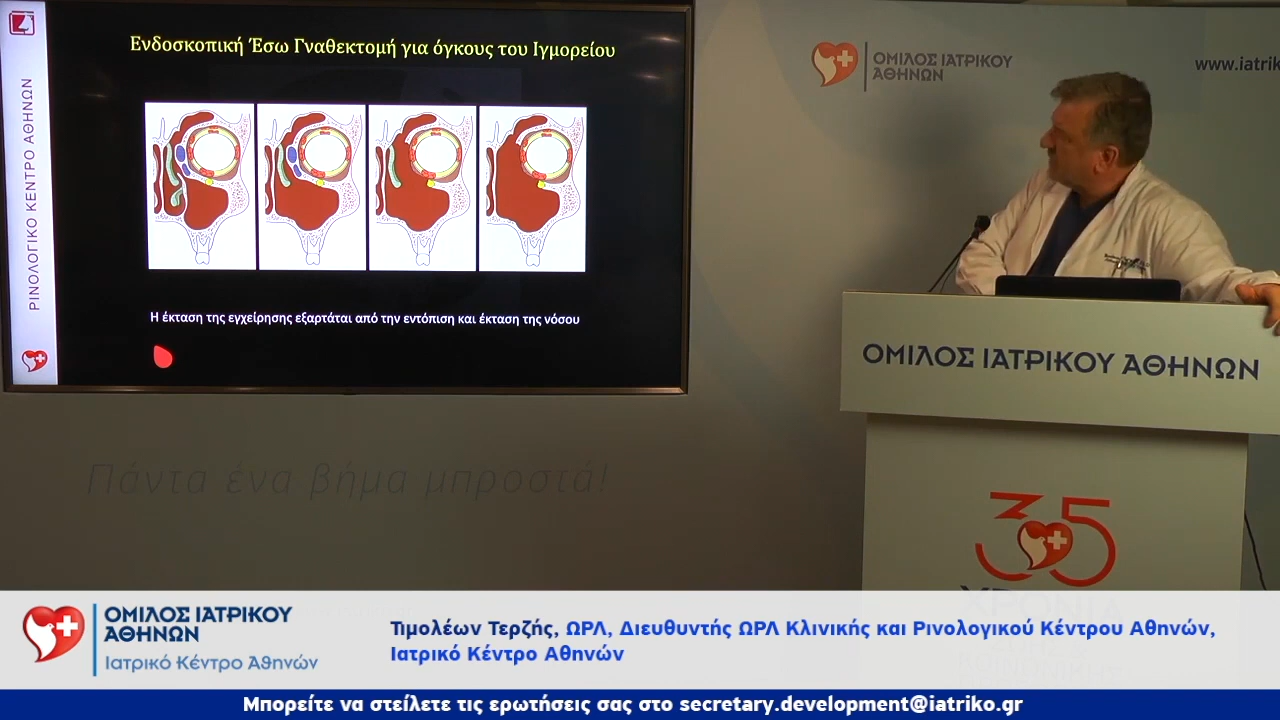 Ενδοσκοπική Έσω Γναθεκτομή για όγκους του Ιγμορείου
ΡΙΝΟΛΟΓΙΚΟ ΚΕΝΤΡΟ ΑΘΗΝΩΝ
Η έκταση της εγχείρησης εξαρτάται από την εντόπιση και έκταση της νόσου
ΟΜΙΛΟΣ ΙΑΤΡΙΚΟΥ
ΑΘΗΝΩΝ
www.iatrik
ΟΜΙΛΟΣ ΙΑΤΡΙΚΟΥ ΑΘΗΝΩΝ
Πάντα ένα βήμα μπροστά!
35
ΧΡΟΝΙΑ
ΟΜΙΛΟΣ ΙΑΤΡΙΚΟΥ
ΑΘΗΝΩΝ
Ιατρικό Κέντρο Αθηνών
Τιμολέων Τερζής, ΩΡΛ, Διευθυντής ΩΡΛ Κλινικής και Ρινολογικού Κέντρου Αθηνών,
Ιατρικό Κέντρο Αθηνών
Μπορείτε να στείλετε τις ερωτήσεις σας στο secretary.development@iatriko.gr